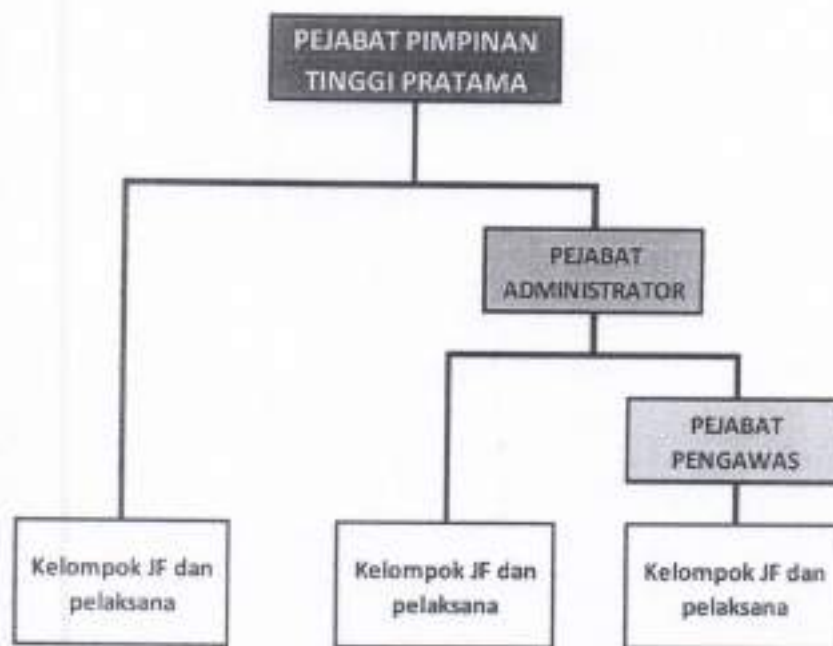 PEJABAT PIMPINAN
TINGGI PRATAMA
PEJABAT
ADMINISTRATOR
PEJABAT
PENGAWAS
Kelompok JF dan
pelaksana
Kelompok JF dan
pelaksana
Kelompok JF dan
pelaksana